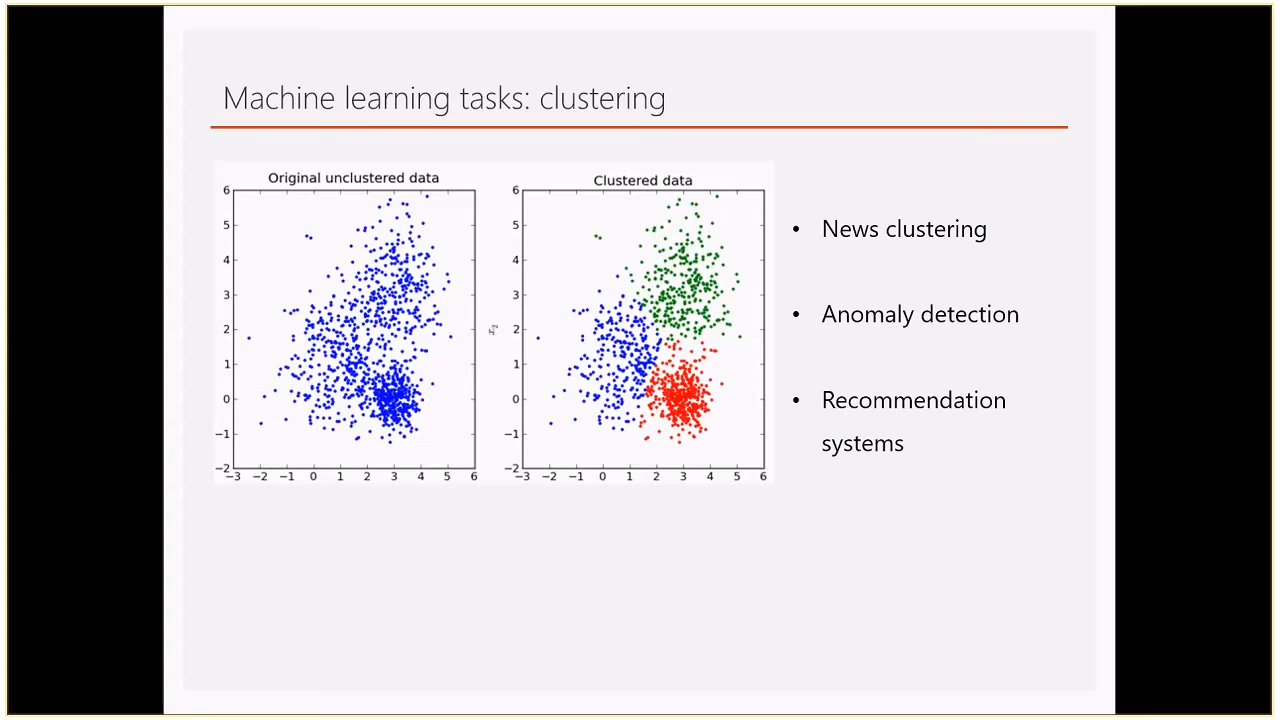 Machine learning tasks: clustering
Original unclustered data
6
5
4
3
2
1
0
−1
−2
−3 −2 −1 0 1 2 3 4 5 6
Clustered data
x₂
6
5
4
3
2
1
0
−1
−2
−3 −2 −1 0 1 2 3 4 5 6
• News clustering
• Anomaly detection
• Recommendation
systems